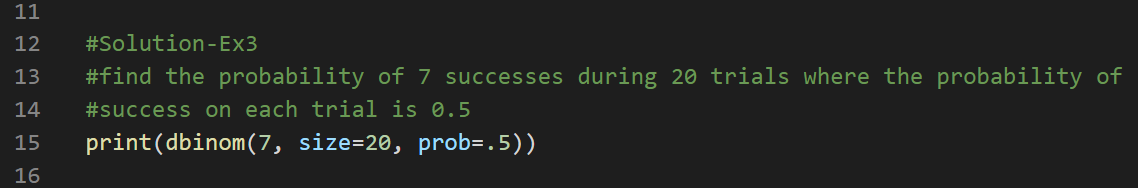 11
12 #Solution-Ex3
13 #find the probability of 7 successes during 20 trials where the probability of
14 #success on each trial is 0.5
15 print(dbinom(7, size=20, prob=.5))
16